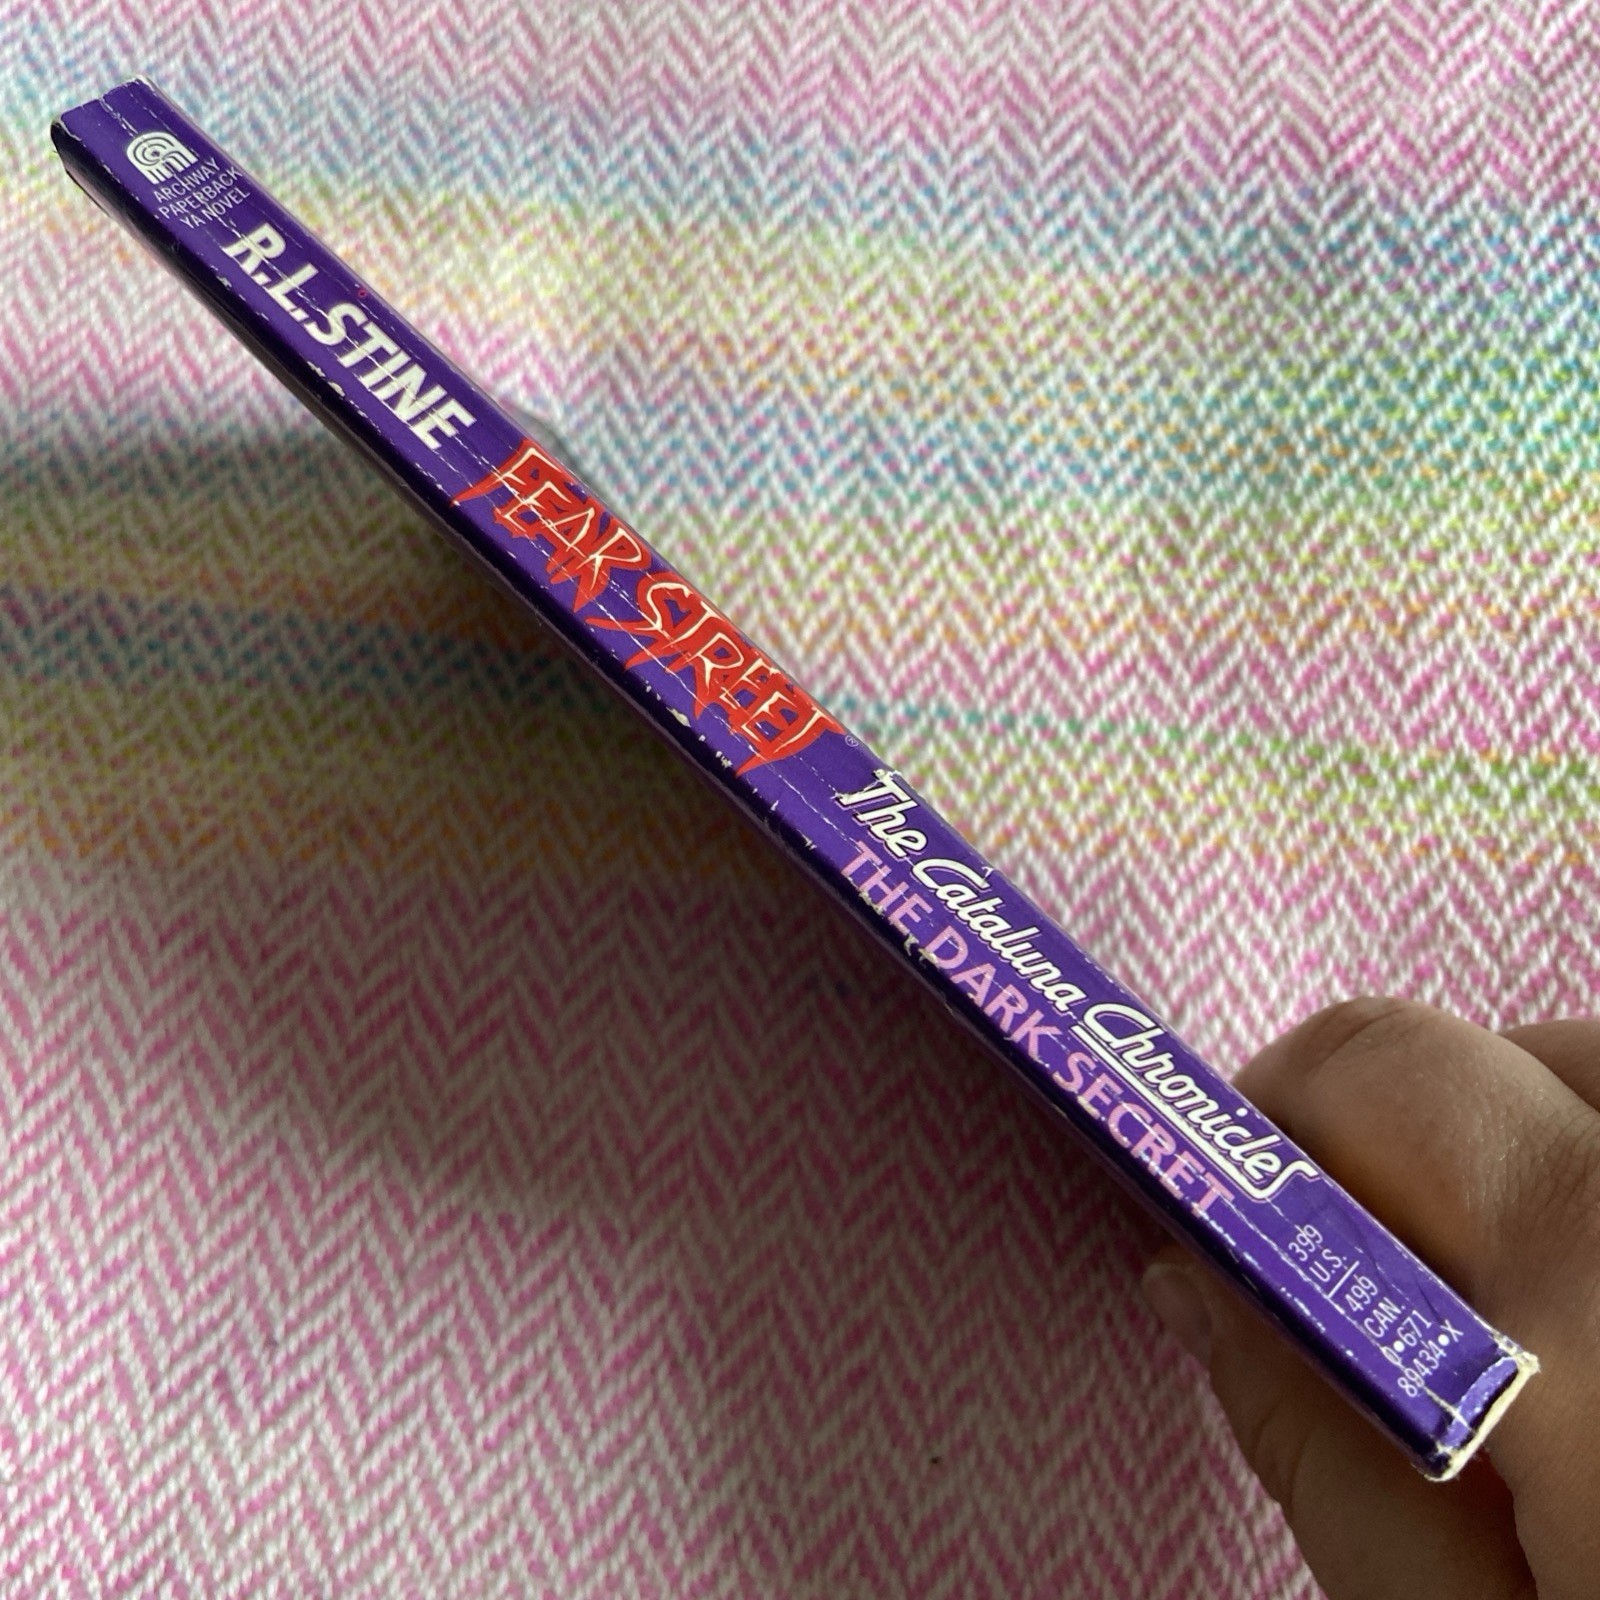 ARCHWAY
PAPERBACK
YA NOVEL
R.L. STINE
FEAR STREET®
The Cataluna Chronicles
THE DARK SECRET
399
U.S.
499
CAN.
0•671
89434•X